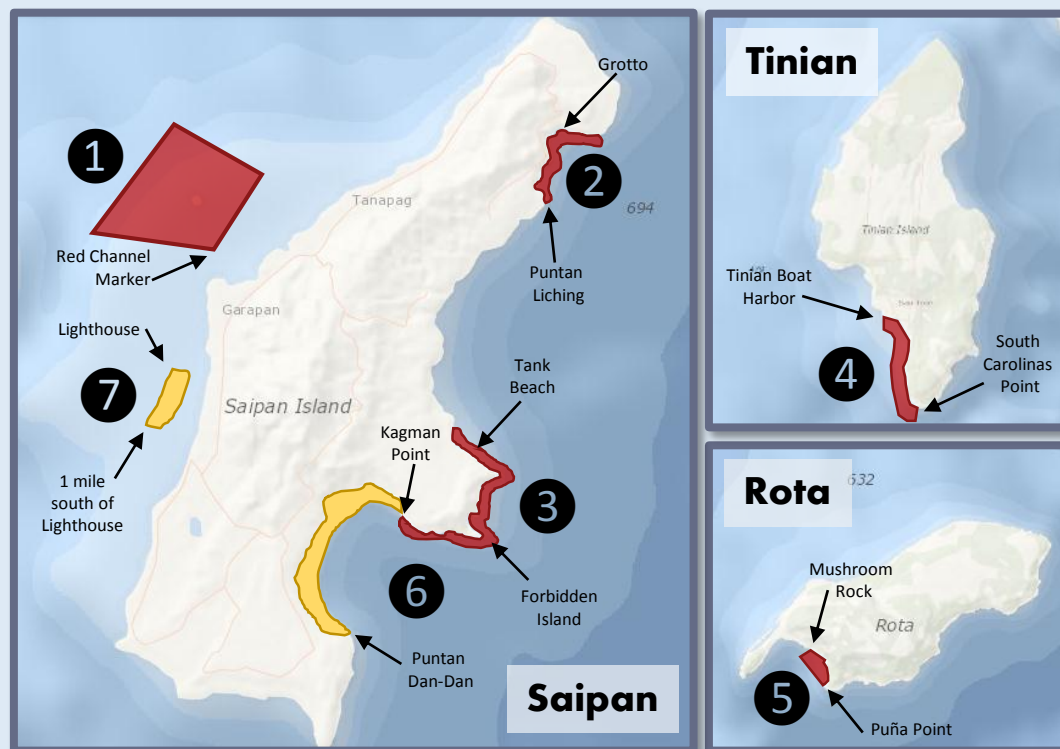 Grotto
1
Tanapag
2
694
Red Channel
Marker
Puntan
Liching
Garapan
Lighthouse
7
Tank
Beach
Saipan Island
Kagman
Point
1 mile
south of
Lighthouse
3
6
Forbidden
Island
Puntan
Dan-Dan
Saipan
Tinian
Tinian Island
Tinian Boat
Harbor
South
Carolinas
Point
4
632
Rota
Mushroom
Rock
Rota
5
Puña Point